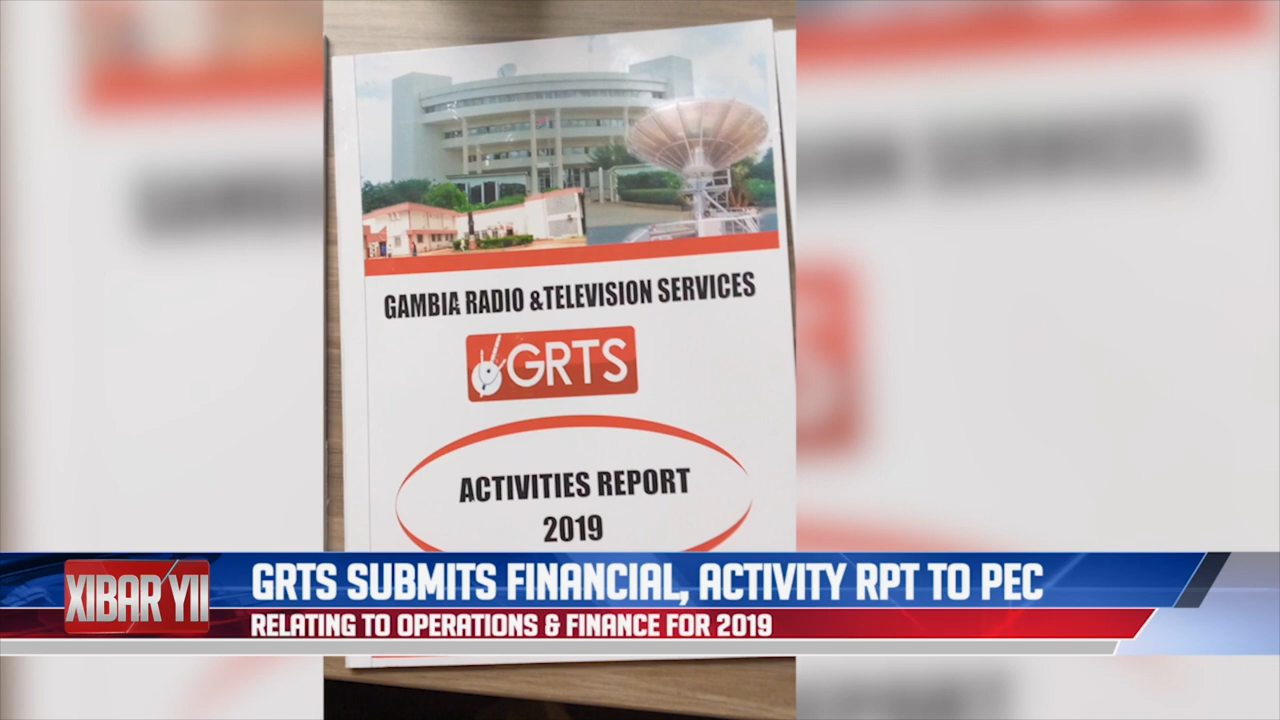 GAMBIA RADIO &TELEVISION SERVICES
GRTS
ACTIVITIES REPORT
2019
XIBAR YII
GRTS SUBMITS FINANCIAL, ACTIVITY RPT TO PEC
RELATING TO OPERATIONS & FINANCE FOR 2019